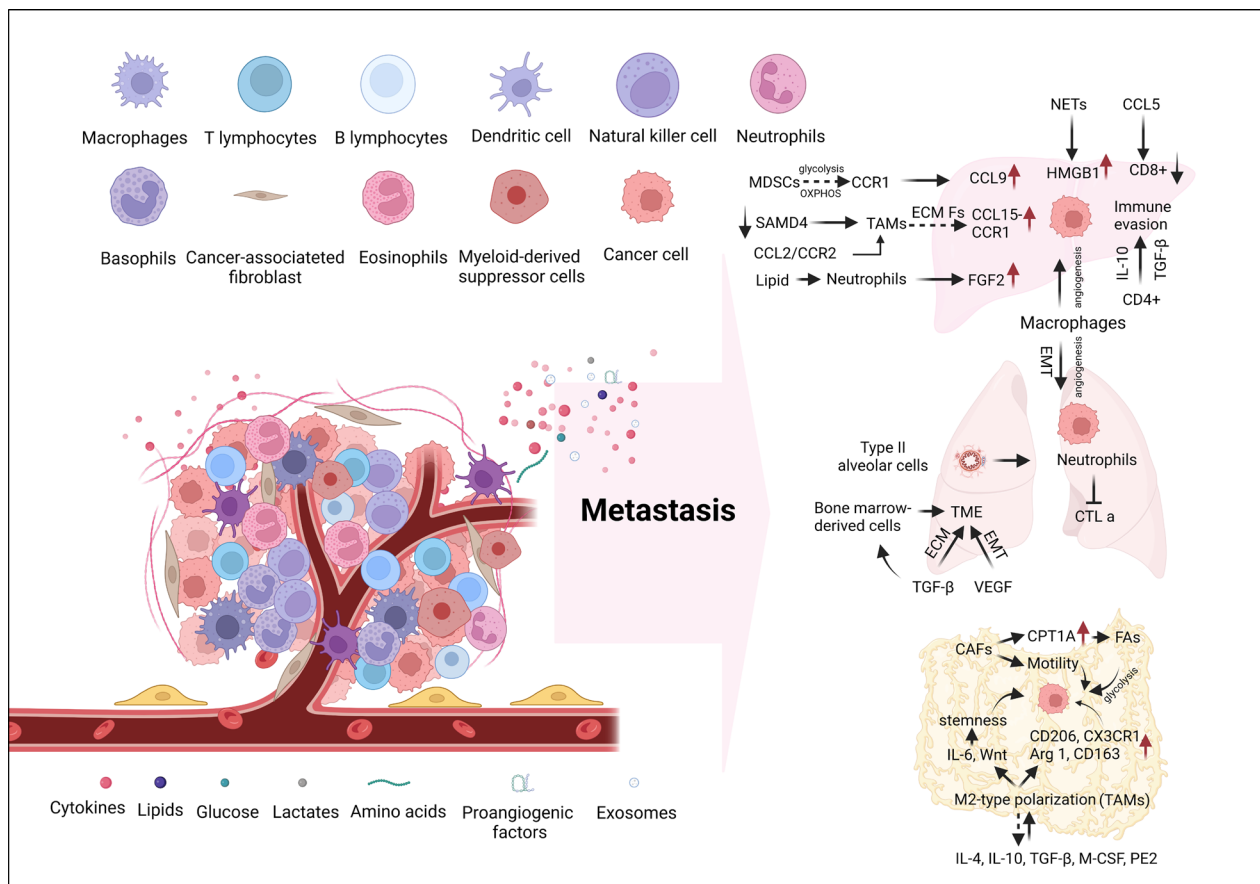 Macrophages
T lymphocytes
B lymphocytes
Dendritic cell
Natural killer cell
Neutrophils
Basophils
Cancer-associateted
fibroblast
Eosinophils
Myeloid-derived
suppressor cells
Cancer cell
NETs
CCL5
MDSCs
glycolysis
OXPHOS
CCR1
CCL9
HMGB1
CD8+
SAMD4
TAMs
ECM Fs
CCL15-
CCR1
Immune
evasion
CCL2/CCR2
Lipid
Neutrophils
FGF2
angiogenesis
IL-10
TGF-β
CD4+
Macrophages
EMT
angiogenesis
Type II
alveolar cells
Neutrophils
Bone marrow-
derived cells
TME
CTL a
ECM
EMT
TGF-β
VEGF
Metastasis
CAFs
CPT1A
FAs
Motility
glycolysis
stemness
IL-6, Wnt
CD206, CX3CR1
Arg 1, CD163
M2-type polarization (TAMs)
IL-4, IL-10, TGF-β, M-CSF, PE2
Cytokines
Lipids
Glucose
Lactates
Amino acids
Proangiogenic
factors
Exosomes